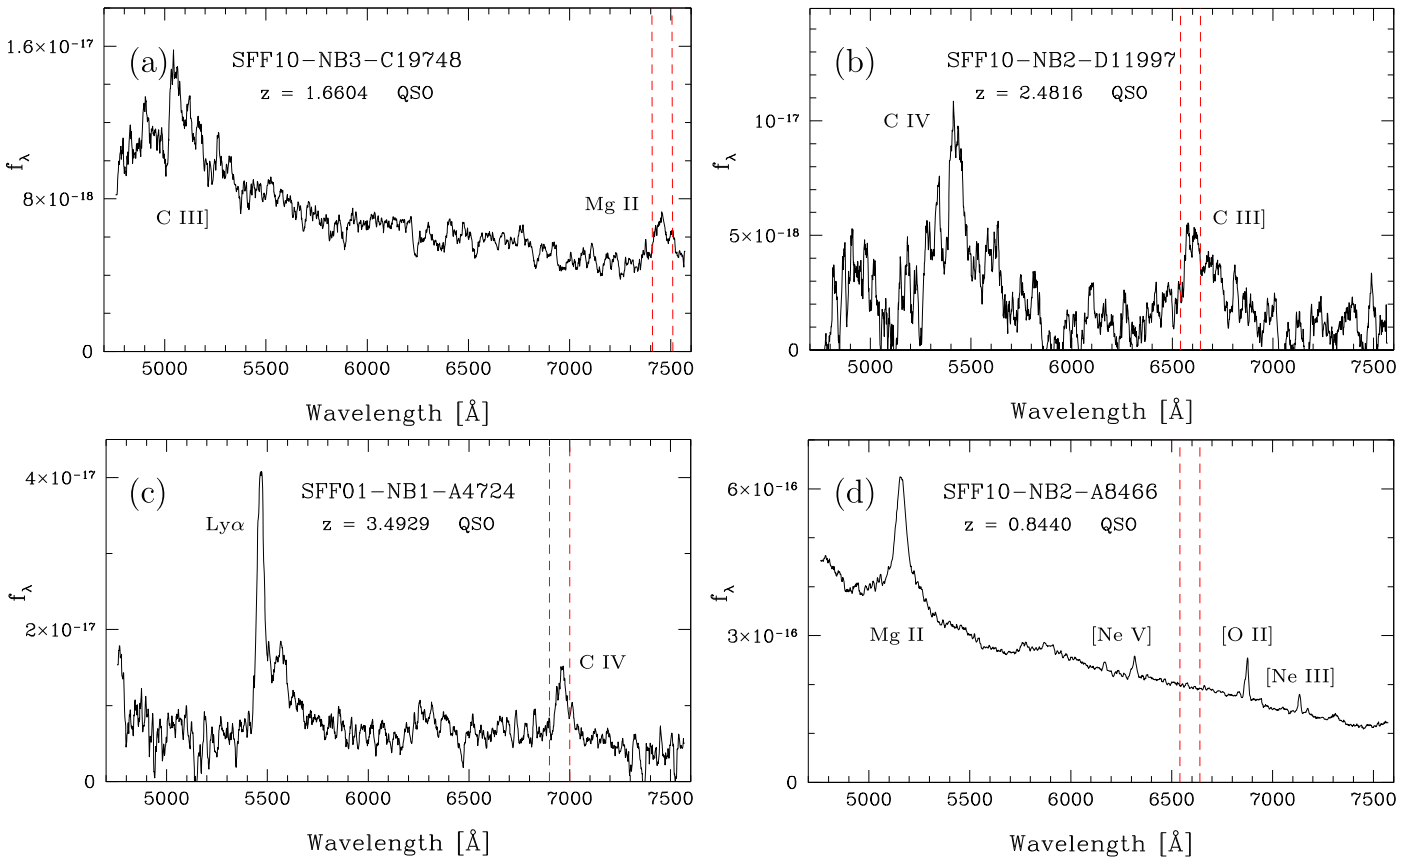 (a)
SFF10-NB3-C19748
z = 1.6604 QSO
1.6×10⁻¹⁷
8×10⁻¹⁸
0
f_λ
C III]
Mg II
5000 5500 6000 6500 7000 7500
Wavelength [Å]
(b)
SFF10-NB2-D11997
z = 2.4816 QSO
10⁻¹⁷
5×10⁻¹⁸
0
f_λ
C IV
C III]
5000 5500 6000 6500 7000 7500
Wavelength [Å]
(c)
SFF01-NB1-A4724
z = 3.4929 QSO
4×10⁻¹⁷
2×10⁻¹⁷
0
f_λ
Lyα
C IV
5000 5500 6000 6500 7000 7500
Wavelength [Å]
(d)
SFF10-NB2-A8466
z = 0.8440 QSO
6×10⁻¹⁶
3×10⁻¹⁶
0
f_λ
Mg II
[Ne V]
[O II]
[Ne III]
5000 5500 6000 6500 7000 7500
Wavelength [Å]